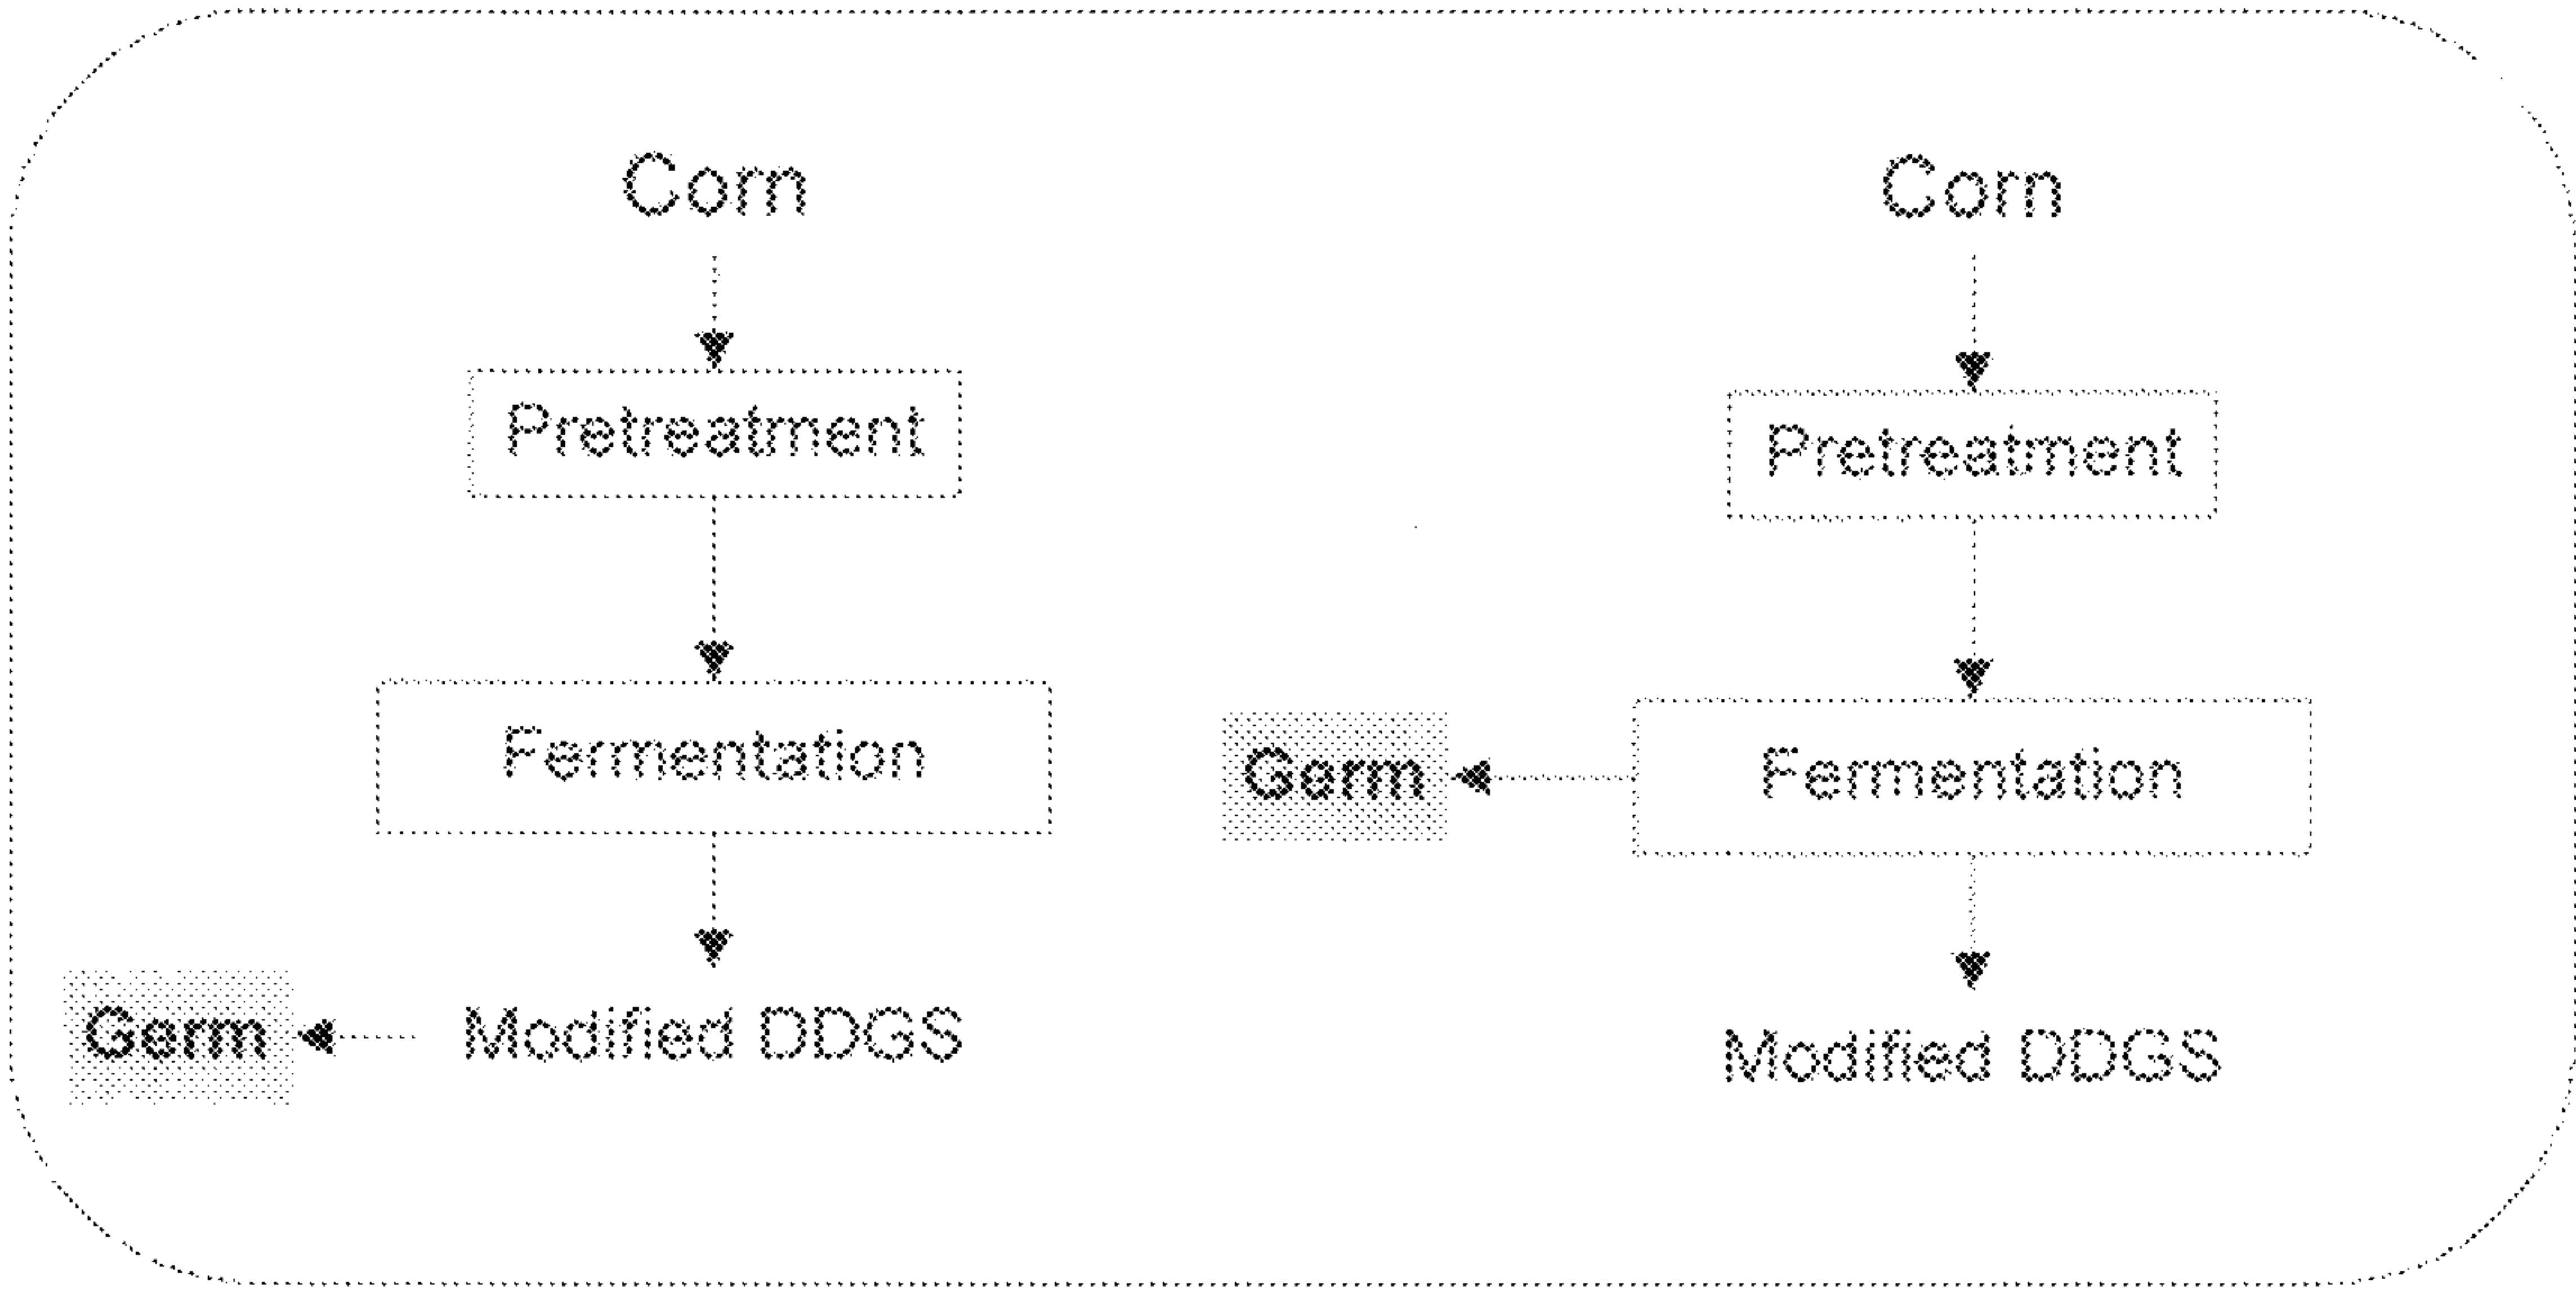 Corn
Pretreatment
Fermentation
Modified DDGS
Germ
Corn
Pretreatment
Fermentation
Germ
Modified DDGS